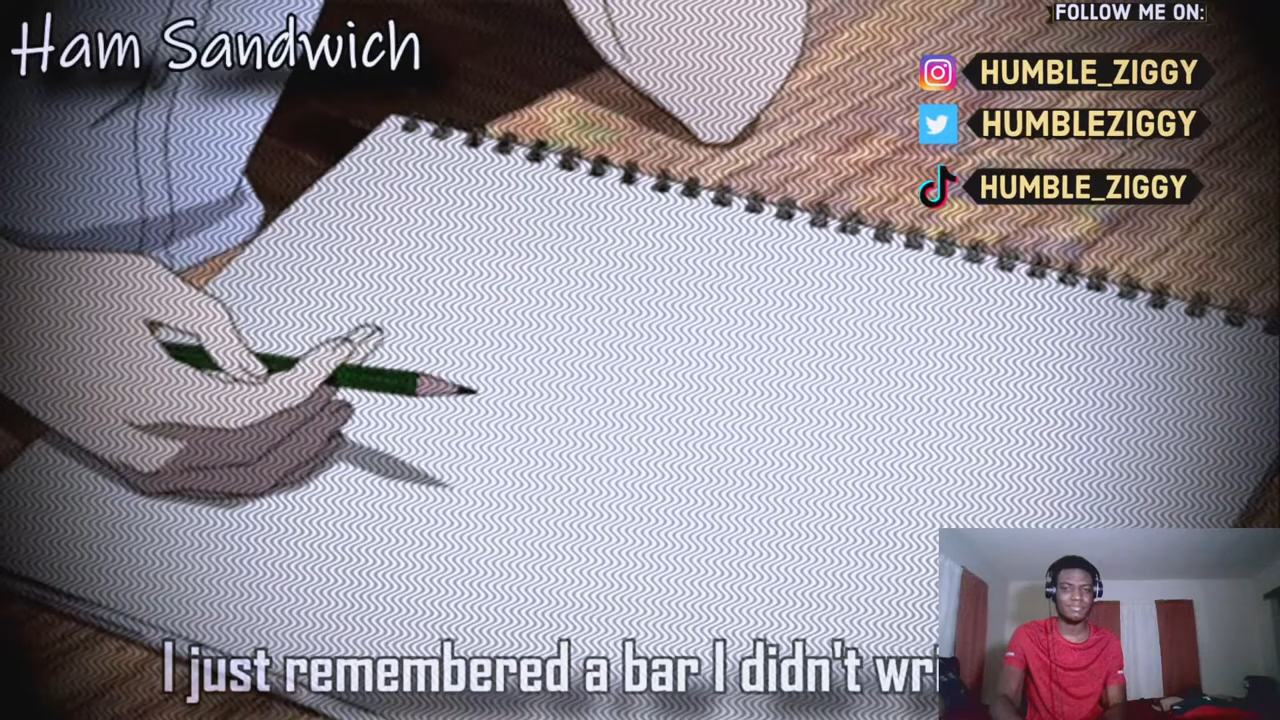 Ham Sandwich
FOLLOW ME ON:
HUMBLE_ZIGGY
HUMBLEZIGGY
HUMBLE_ZIGGY
I just remembered a bar I didn't